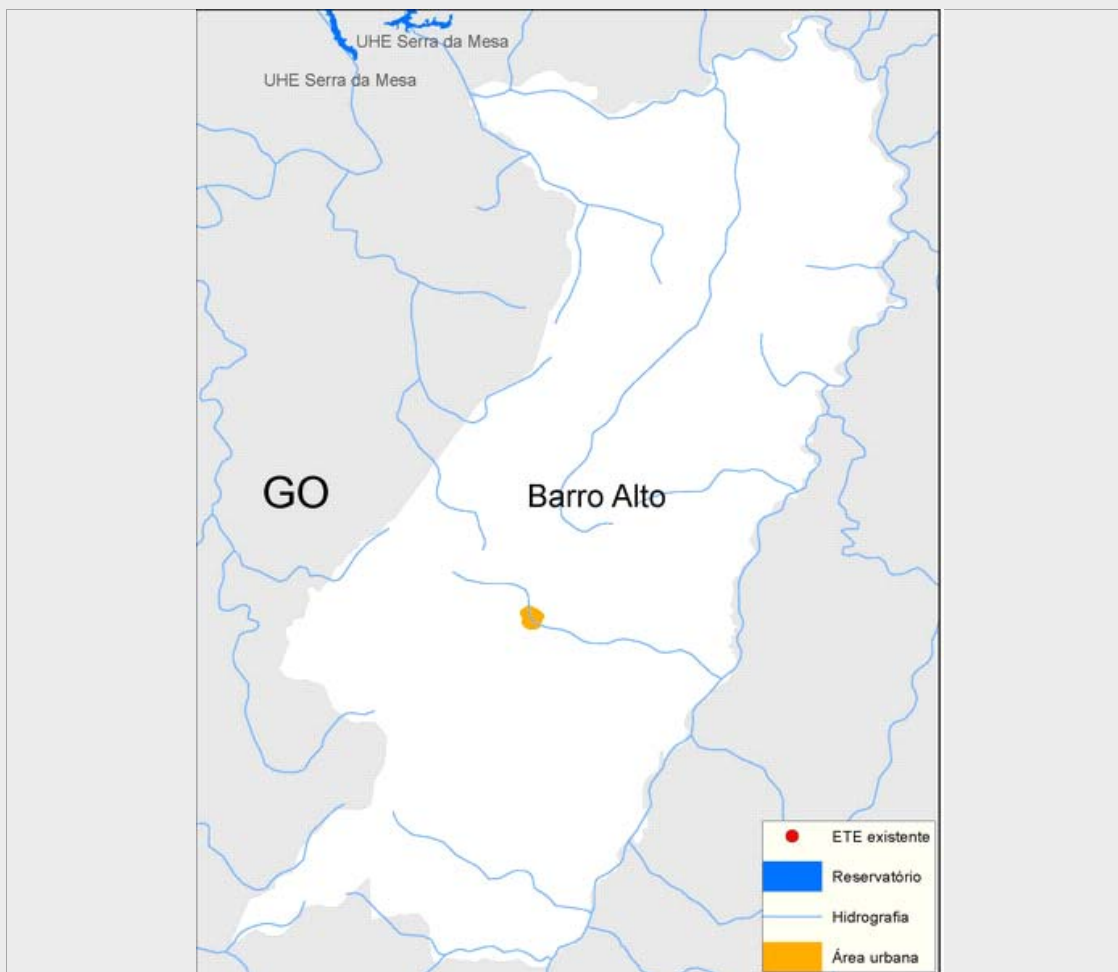 UHE Serra da Mesa
UHE Serra da Mesa
GO
Barro Alto
ETE existente
Reservatório
Hidrografia
Área urbana